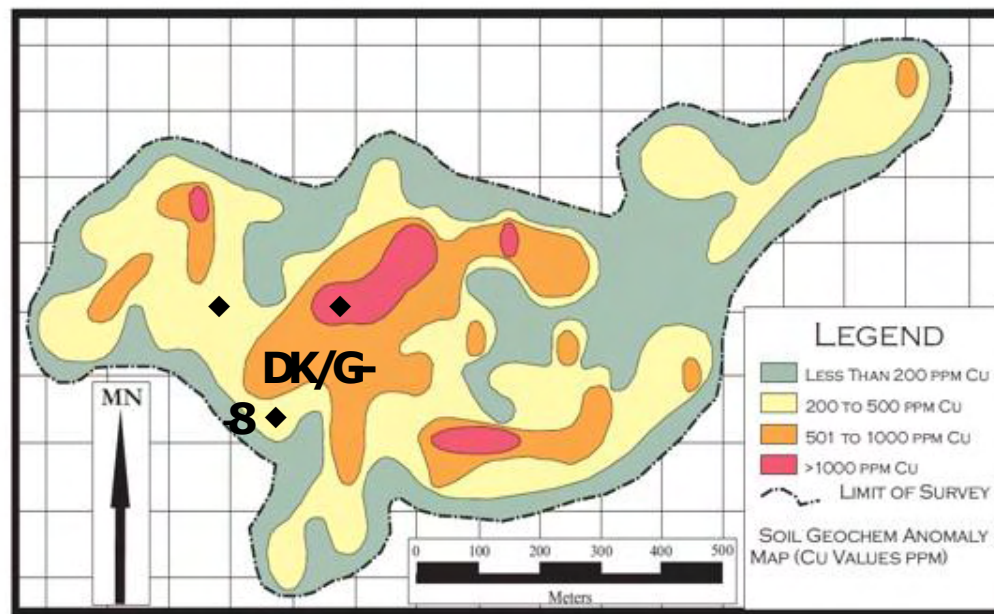 DK/G-
-8
MN
LEGEND
LESS THAN 200 PPM CU
200 TO 500 PPM CU
501 TO 1000 PPM CU
>1000 PPM CU
LIMIT OF SURVEY
SOIL GEOCHEM ANOMALY
MAP (CU VALUES PPM)
0 100 200 300 400 500
Meters